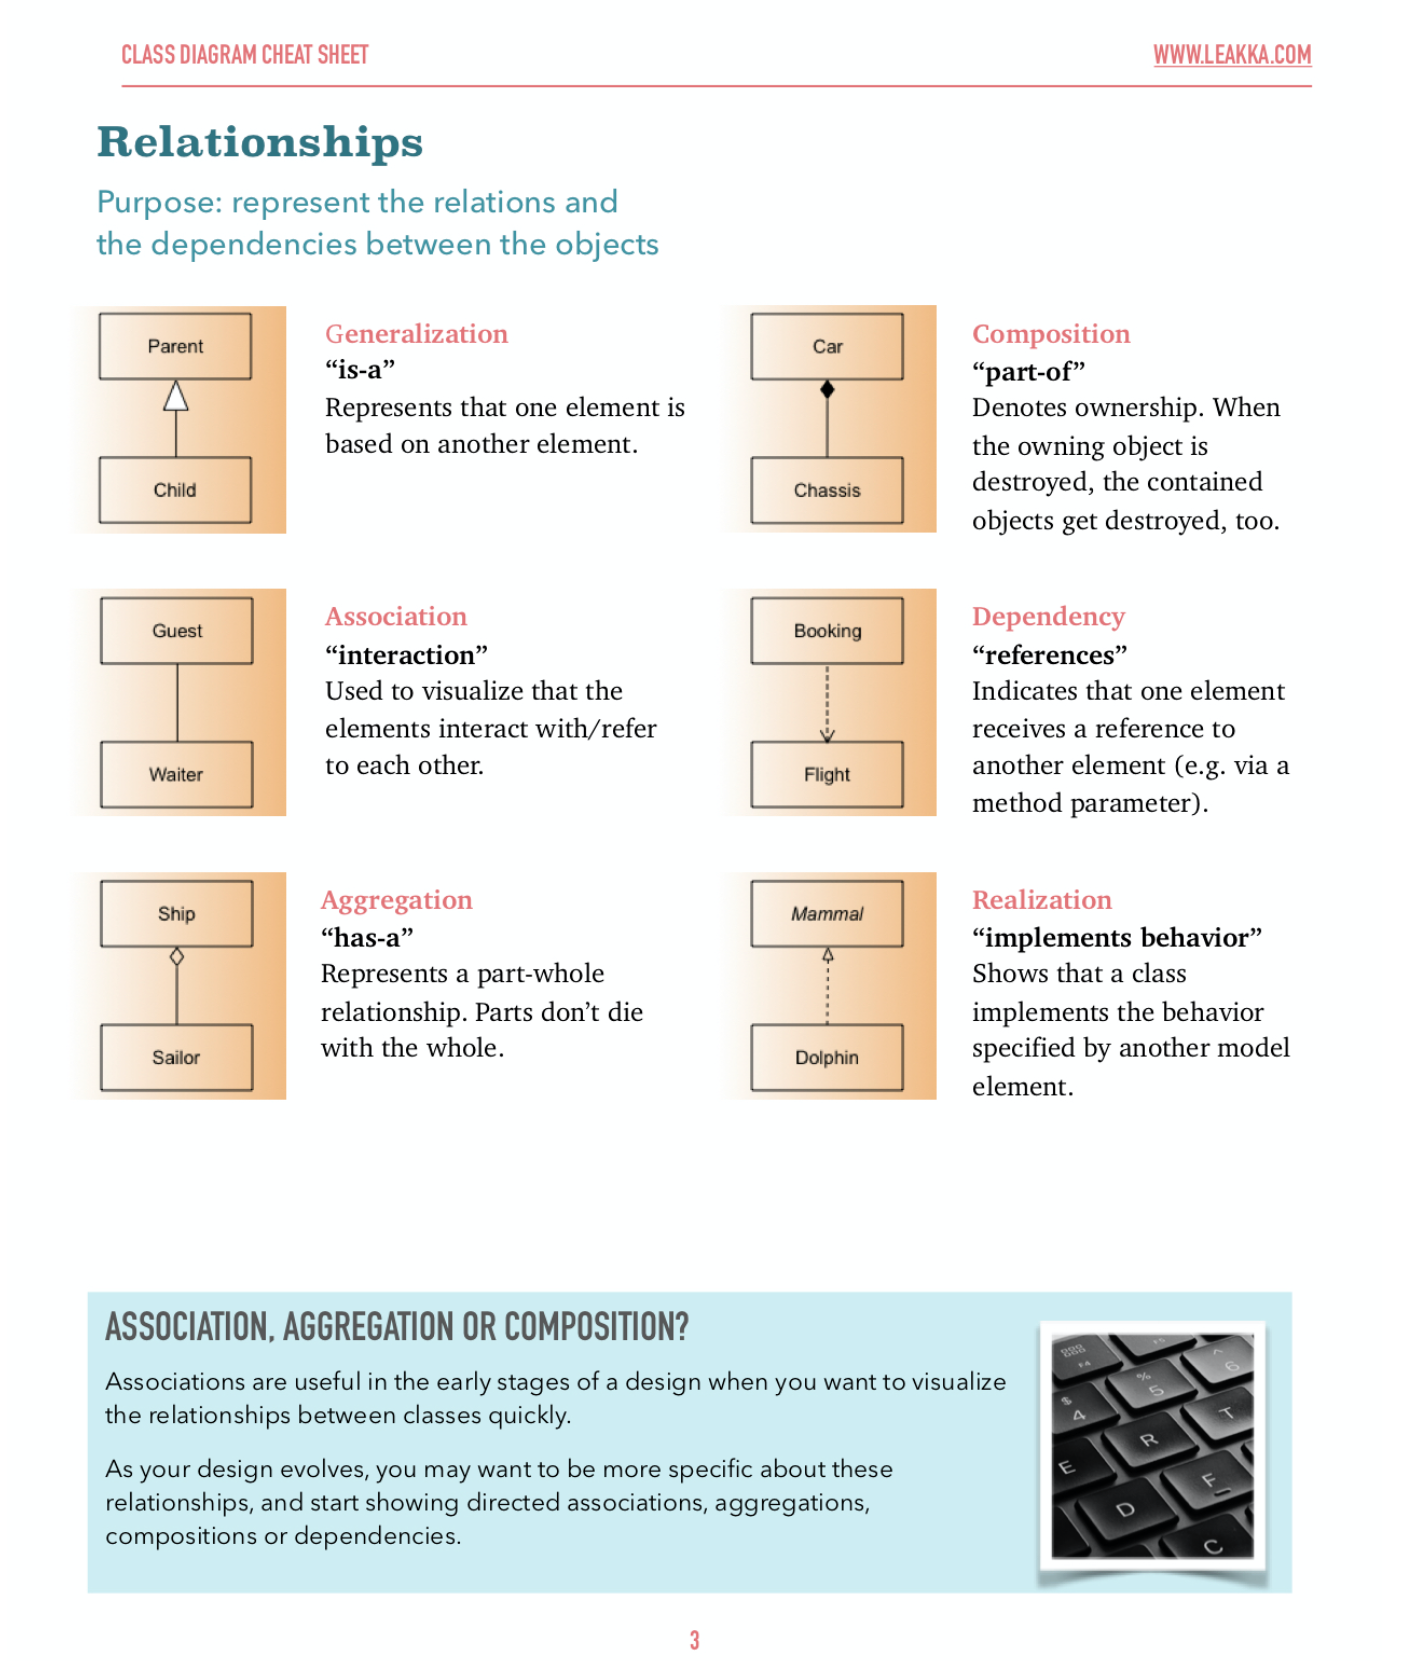 CLASS DIAGRAM CHEAT SHEET
WWW.LEAKKA.COM
Relationships
Purpose: represent the relations and
the dependencies between the objects
Parent
Child
Generalization
“is-a”
Represents that one element is
based on another element.
Car
Chassis
Composition
“part-of”
Denotes ownership. When
the owning object is
destroyed, the contained
objects get destroyed, too.
Guest
Waiter
Association
“interaction”
Used to visualize that the
elements interact with/refer
to each other.
Booking
Flight
Dependency
“references”
Indicates that one element
receives a reference to
another element (e.g. via a
method parameter).
Ship
Sailor
Aggregation
“has-a”
Represents a part-whole
relationship. Parts don’t die
with the whole.
Mammal
Dolphin
Realization
“implements behavior”
Shows that a class
implements the behavior
specified by another model
element.
ASSOCIATION, AGGREGATION OR COMPOSITION?
Associations are useful in the early stages of a design when you want to visualize
the relationships between classes quickly.
As your design evolves, you may want to be more specific about these
relationships, and start showing directed associations, aggregations,
compositions or dependencies.
F4 F5
% 5 ^ 6
$ 4 R T
E D F
C
3